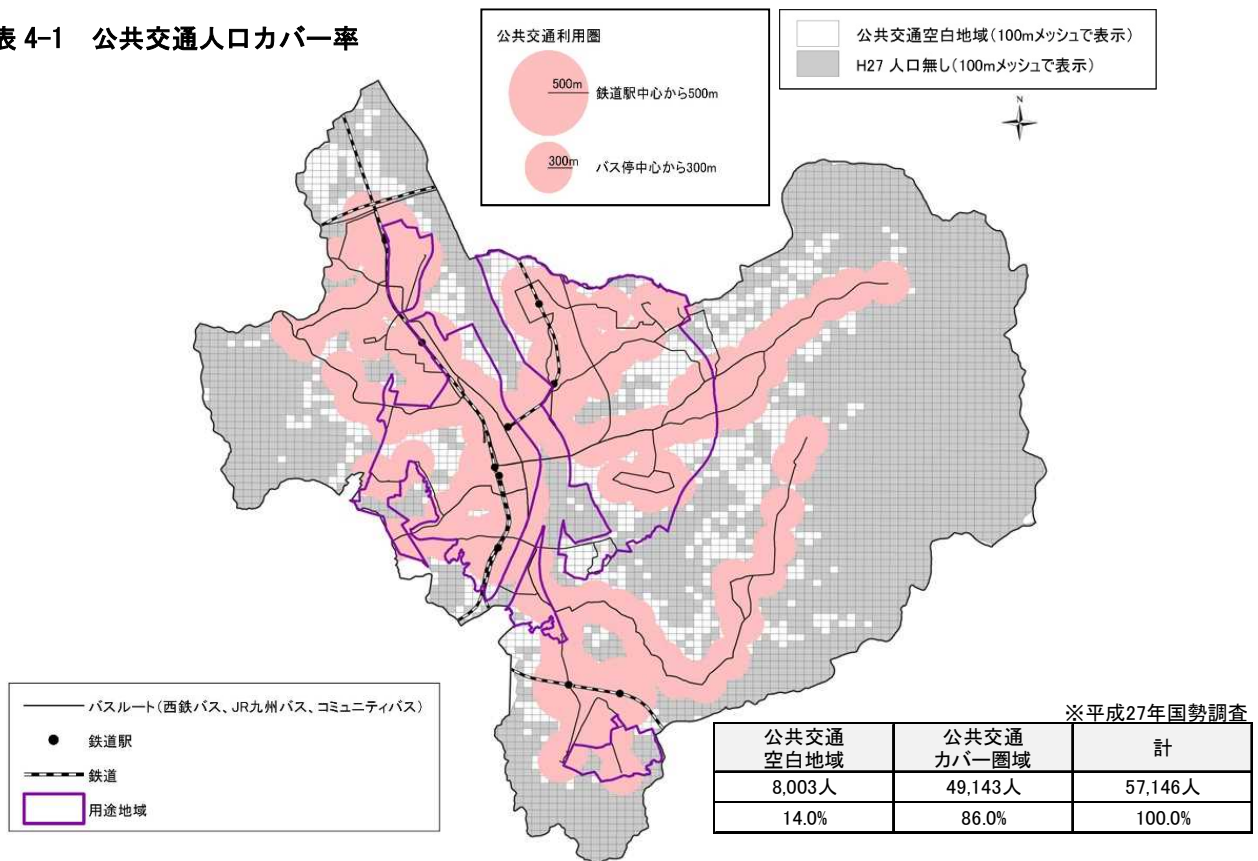 表 4-1 公共交通人口カバー率
公共交通利用圏
500m
鉄道駅中心から500m
300m
バス停中心から300m
公共交通空白地域(100mメッシュで表示)
H27 人口無し(100mメッシュで表示)
N
バスルート(西鉄バス、JR九州バス、コミュニティバス)
鉄道駅
鉄道
用途地域
※平成27年国勢調査
公共交通
空白地域
公共交通
カバー圏域
計
8,003人 49,143人 57,146人
14.0% 86.0% 100.0%